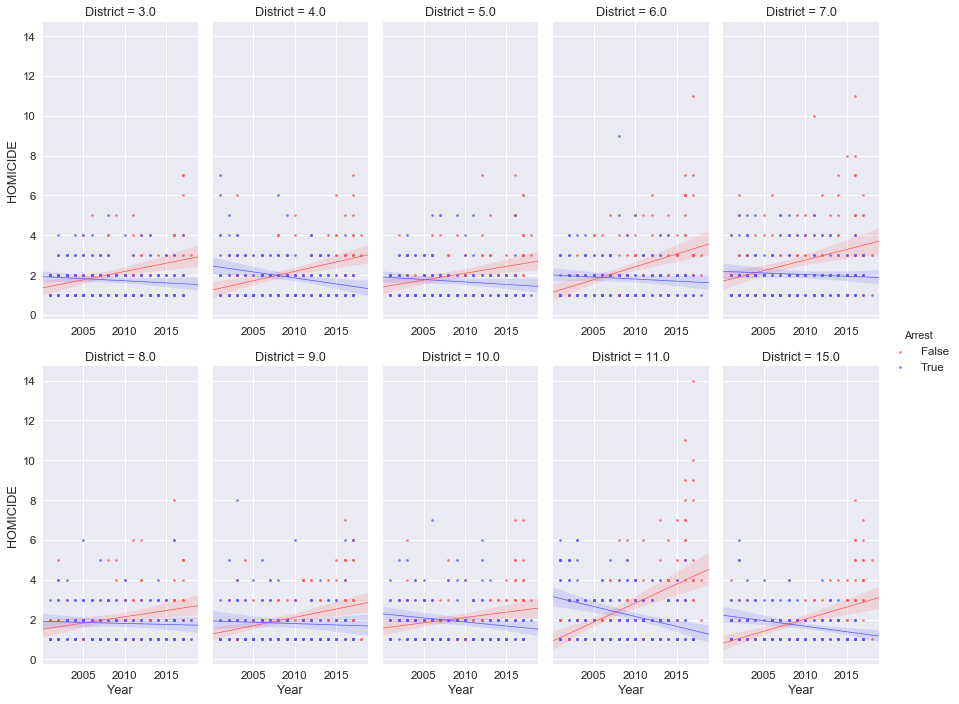 District = 3.0 District = 4.0 District = 5.0 District = 6.0 District = 7.0
14
12
10
8
6
4
2
0
HOMICIDE
2005 2010 2015 2005 2010 2015 2005 2010 2015 2005 2010 2015 2005 2010 2015
Arrest
False
True
District = 8.0 District = 9.0 District = 10.0 District = 11.0 District = 15.0
14
12
10
8
6
4
2
0
HOMICIDE
2005 2010 2015 2005 2010 2015 2005 2010 2015 2005 2010 2015 2005 2010 2015
Year Year Year Year Year